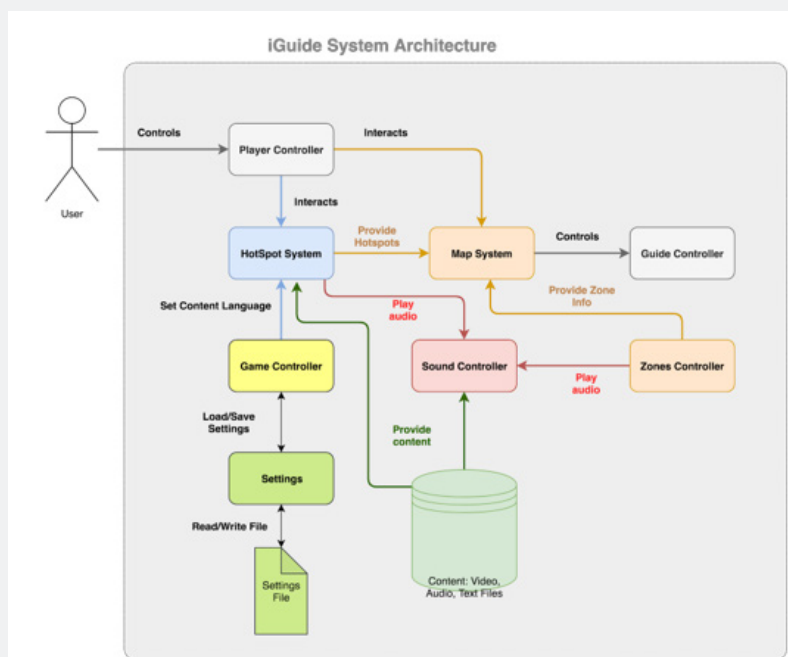 iGuide System Architecture
Controls
Interacts
Player Controller
User
Interacts
Provide
Hotspots
HotSpot System
Map System
Controls
Guide Controller
Set Content Language
Play
audio
Provide Zone
Info
Game Controller
Sound Controller
Zones Controller
Play
audio
Load/Save
Settings
Provide
content
Settings
Read/Write File
Settings
File
Content: Video,
Audio, Text Files